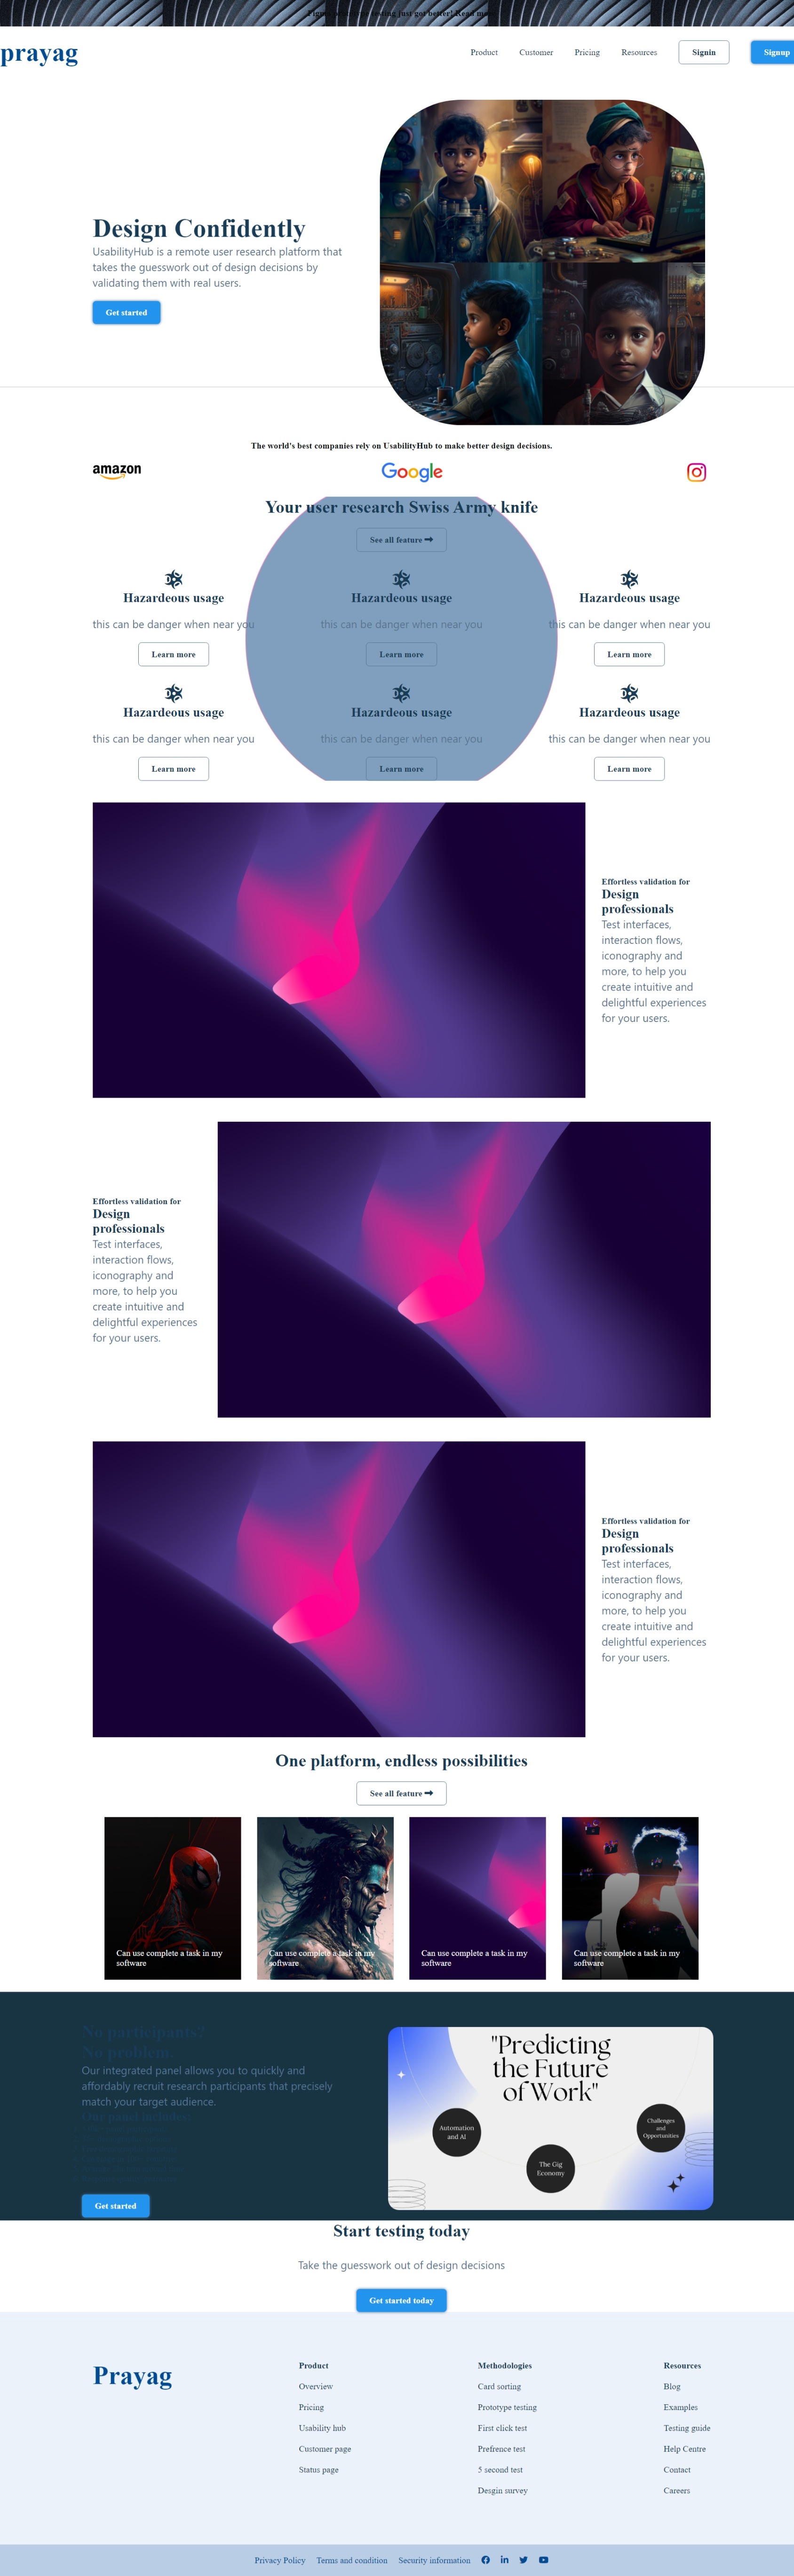 testing just got better! Read
prayag
Product Customer Pricing Resources Signin Signup
Design Confidently
UsabilityHub is a remote user research platform that
takes the guesswork out of design decisions by
validating them with real users.
Get started
The world's best companies rely on UsabilityHub to make better design decisions.
amazon Google
Your user research Swiss Army knife
See all feature
Hazardeous usage Hazardeous usage Hazardeous usage
this can be danger when near you this can be danger when near you this can be danger when near you
Learn more Learn more Learn more
Hazardeous usage Hazardeous usage Hazardeous usage
this can be danger when near you this can be danger when near you this can be danger when near you
Learn more Learn more Learn more
Effortless validation for
Design
professionals
Test interfaces,
interaction flows,
iconography and
more, to help you
create intuitive and
delightful experiences
for your users.
Effortless validation for
Design
professionals
Test interfaces,
interaction flows,
iconography and
more, to help you
create intuitive and
delightful experiences
for your users.
Effortless validation for
Design
professionals
Test interfaces,
interaction flows,
iconography and
more, to help you
create intuitive and
delightful experiences
for your users.
One platform, endless possibilities
See all feature
Can use complete a task in my
software
Can use complete a task in my
software
Can use complete a task in my
software
Can use complete a task in my
software
No participants?
No problem.
Our integrated panel allows you to quickly and
affordably recruit research participants that precisely
match your target audience.
Our panel includes:
Get started
"Predicting
the Future
of Work"
Automation
and AI
The Gig
Economy
Challenges
and
Opportunities
Start testing today
Take the guesswork out of design decisions
Get started today
Prayag
Product
Overview
Pricing
Usability hub
Customer page
Status page
Methodologies
Card sorting
Prototype testing
First click test
Prefrence test
5 second test
Desgin survey
Resources
Blog
Examples
Testing guide
Help Centre
Contact
Careers
Privacy Policy Terms and condition Security information